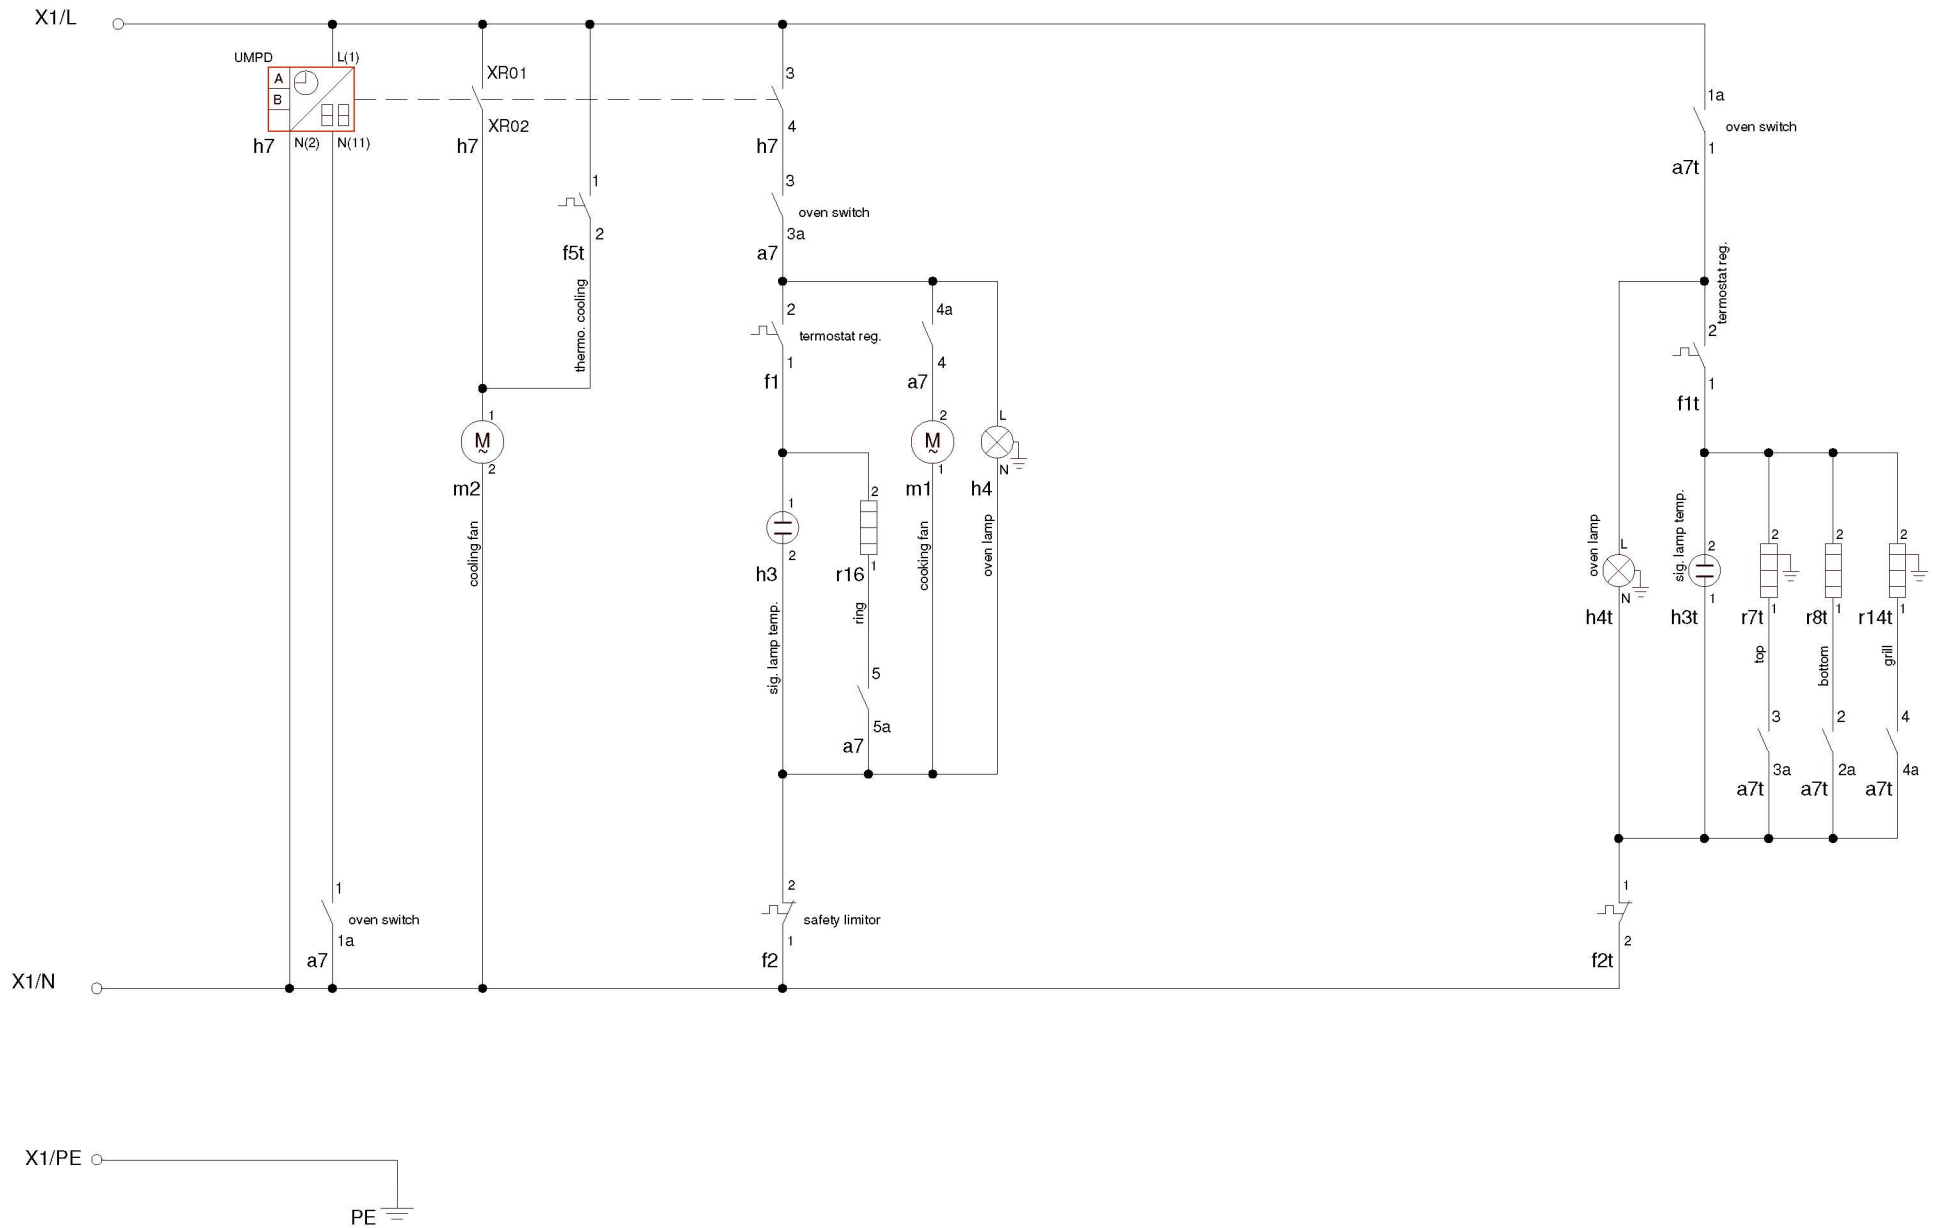 X1/L
UMPD
L(1)
A
B
h7
N(2)
N(11)
XR01
XR02
h7
3
4
h7
1a
oven switch
1
a7t
1
2
f5t
thermo. cooling
3
oven switch
3a
a7
2
termostat reg.
1
f1
4a
4
a7
termostat reg.
2
1
f1t
1
M
~
2
m2
cooling fan
2
M
~
1
m1
cooking fan
L
N
h4
oven lamp
1
2
h3
sig. lamp temp.
2
1
r16
ring
5
5a
a7
oven lamp
L
N
h4t
sig. lamp temp.
2
1
h3t
2
1
r7t
top
2
1
r8t
bottom
2
1
r14t
grill
3
3a
a7t
2
2a
a7t
4
4a
a7t
1
oven switch
1a
a7
2
safety limitor
1
f2
1
2
f2t
X1/N
X1/PE
PE